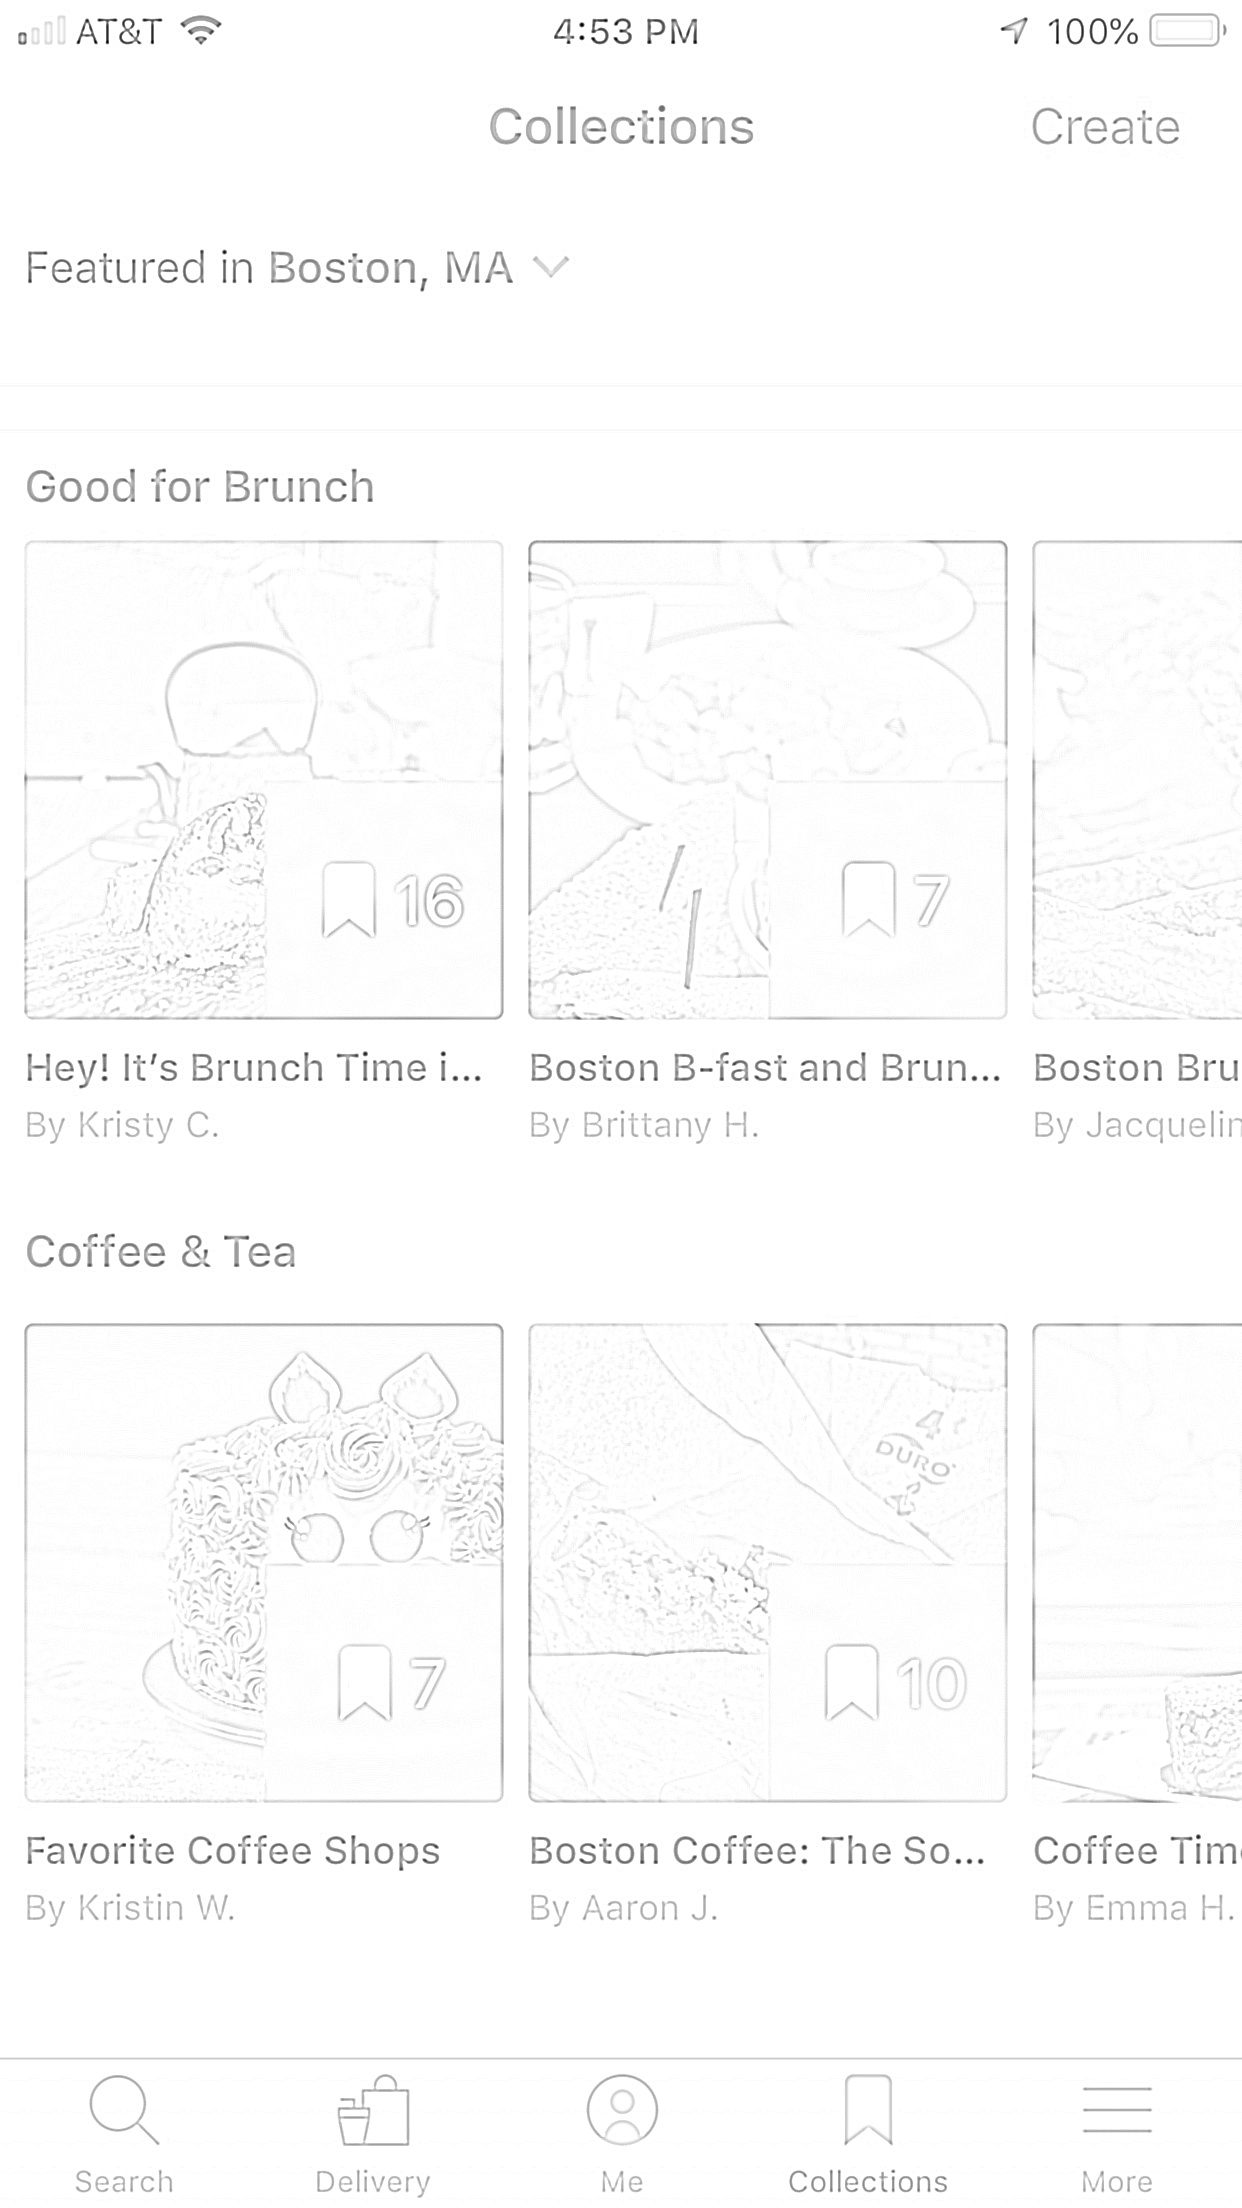 AT&T 4:53 PM 100%
Collections Create
Featured in Boston, MA
Good for Brunch
16 7
DURO
Hey! It’s Brunch Time i... Boston B-fast and Brun... Boston Bru
By Kristy C. By Brittany H. By Jacquelin
Coffee & Tea
4
DURO
7 10
Favorite Coffee Shops Boston Coffee: The So... Coffee Tim
By Kristin W. By Aaron J. By Emma H.
Search Delivery Me Collections More